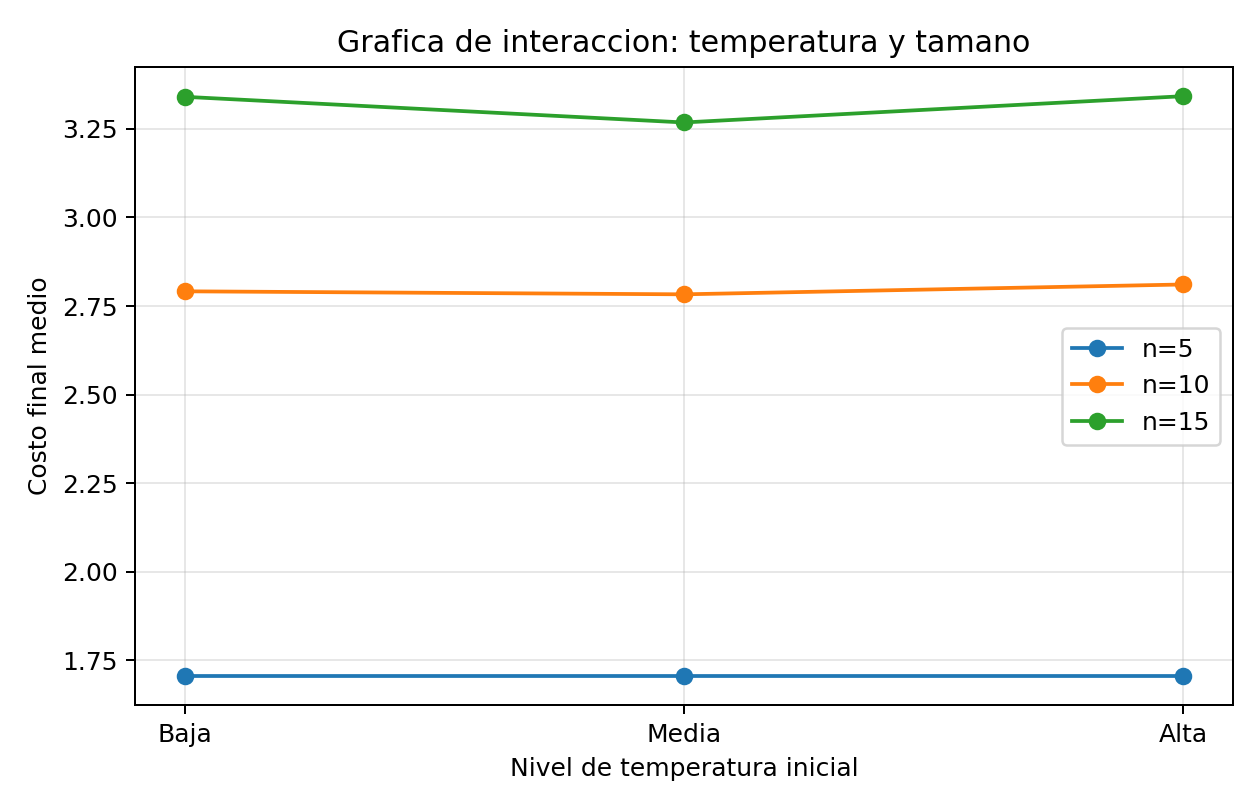 Grafica de interaccion: temperatura y tamano
3.25
3.00
2.75
2.50
2.25
2.00
1.75
Costo final medio
n=5
n=10
n=15
Baja
Media
Alta
Nivel de temperatura inicial